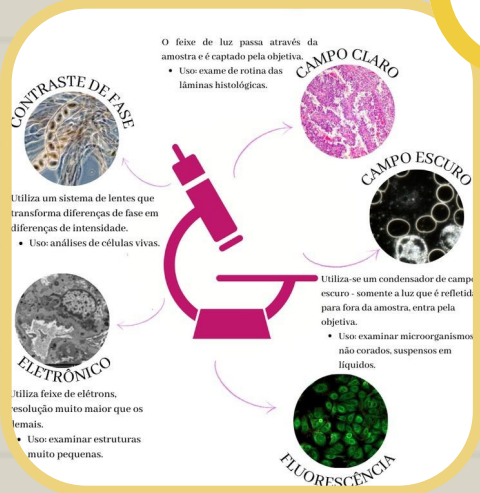 O feixe de luz passa através da
amostra e é captado pela objetiva.
• Uso: exame de rotina das
lâminas histológicas.
CAMPO CLARO
CONTRASTE DE FASE
Utiliza um sistema de lentes que
transforma diferenças de fase em
diferenças de intensidade.
• Uso: análises de células vivas.
CAMPO ESCURO
Utiliza-se um condensador de campo
escuro - somente a luz que é refletida
para fora da amostra, entra pela
objetiva.
• Uso: examinar microorganismos
não corados, suspensos em
líquidos.
ELETRÔNICO
Utiliza feixe de elétrons,
resolução muito maior que os
demais.
• Uso: examinar estruturas
muito pequenas.
FLUORESCÊNCIA